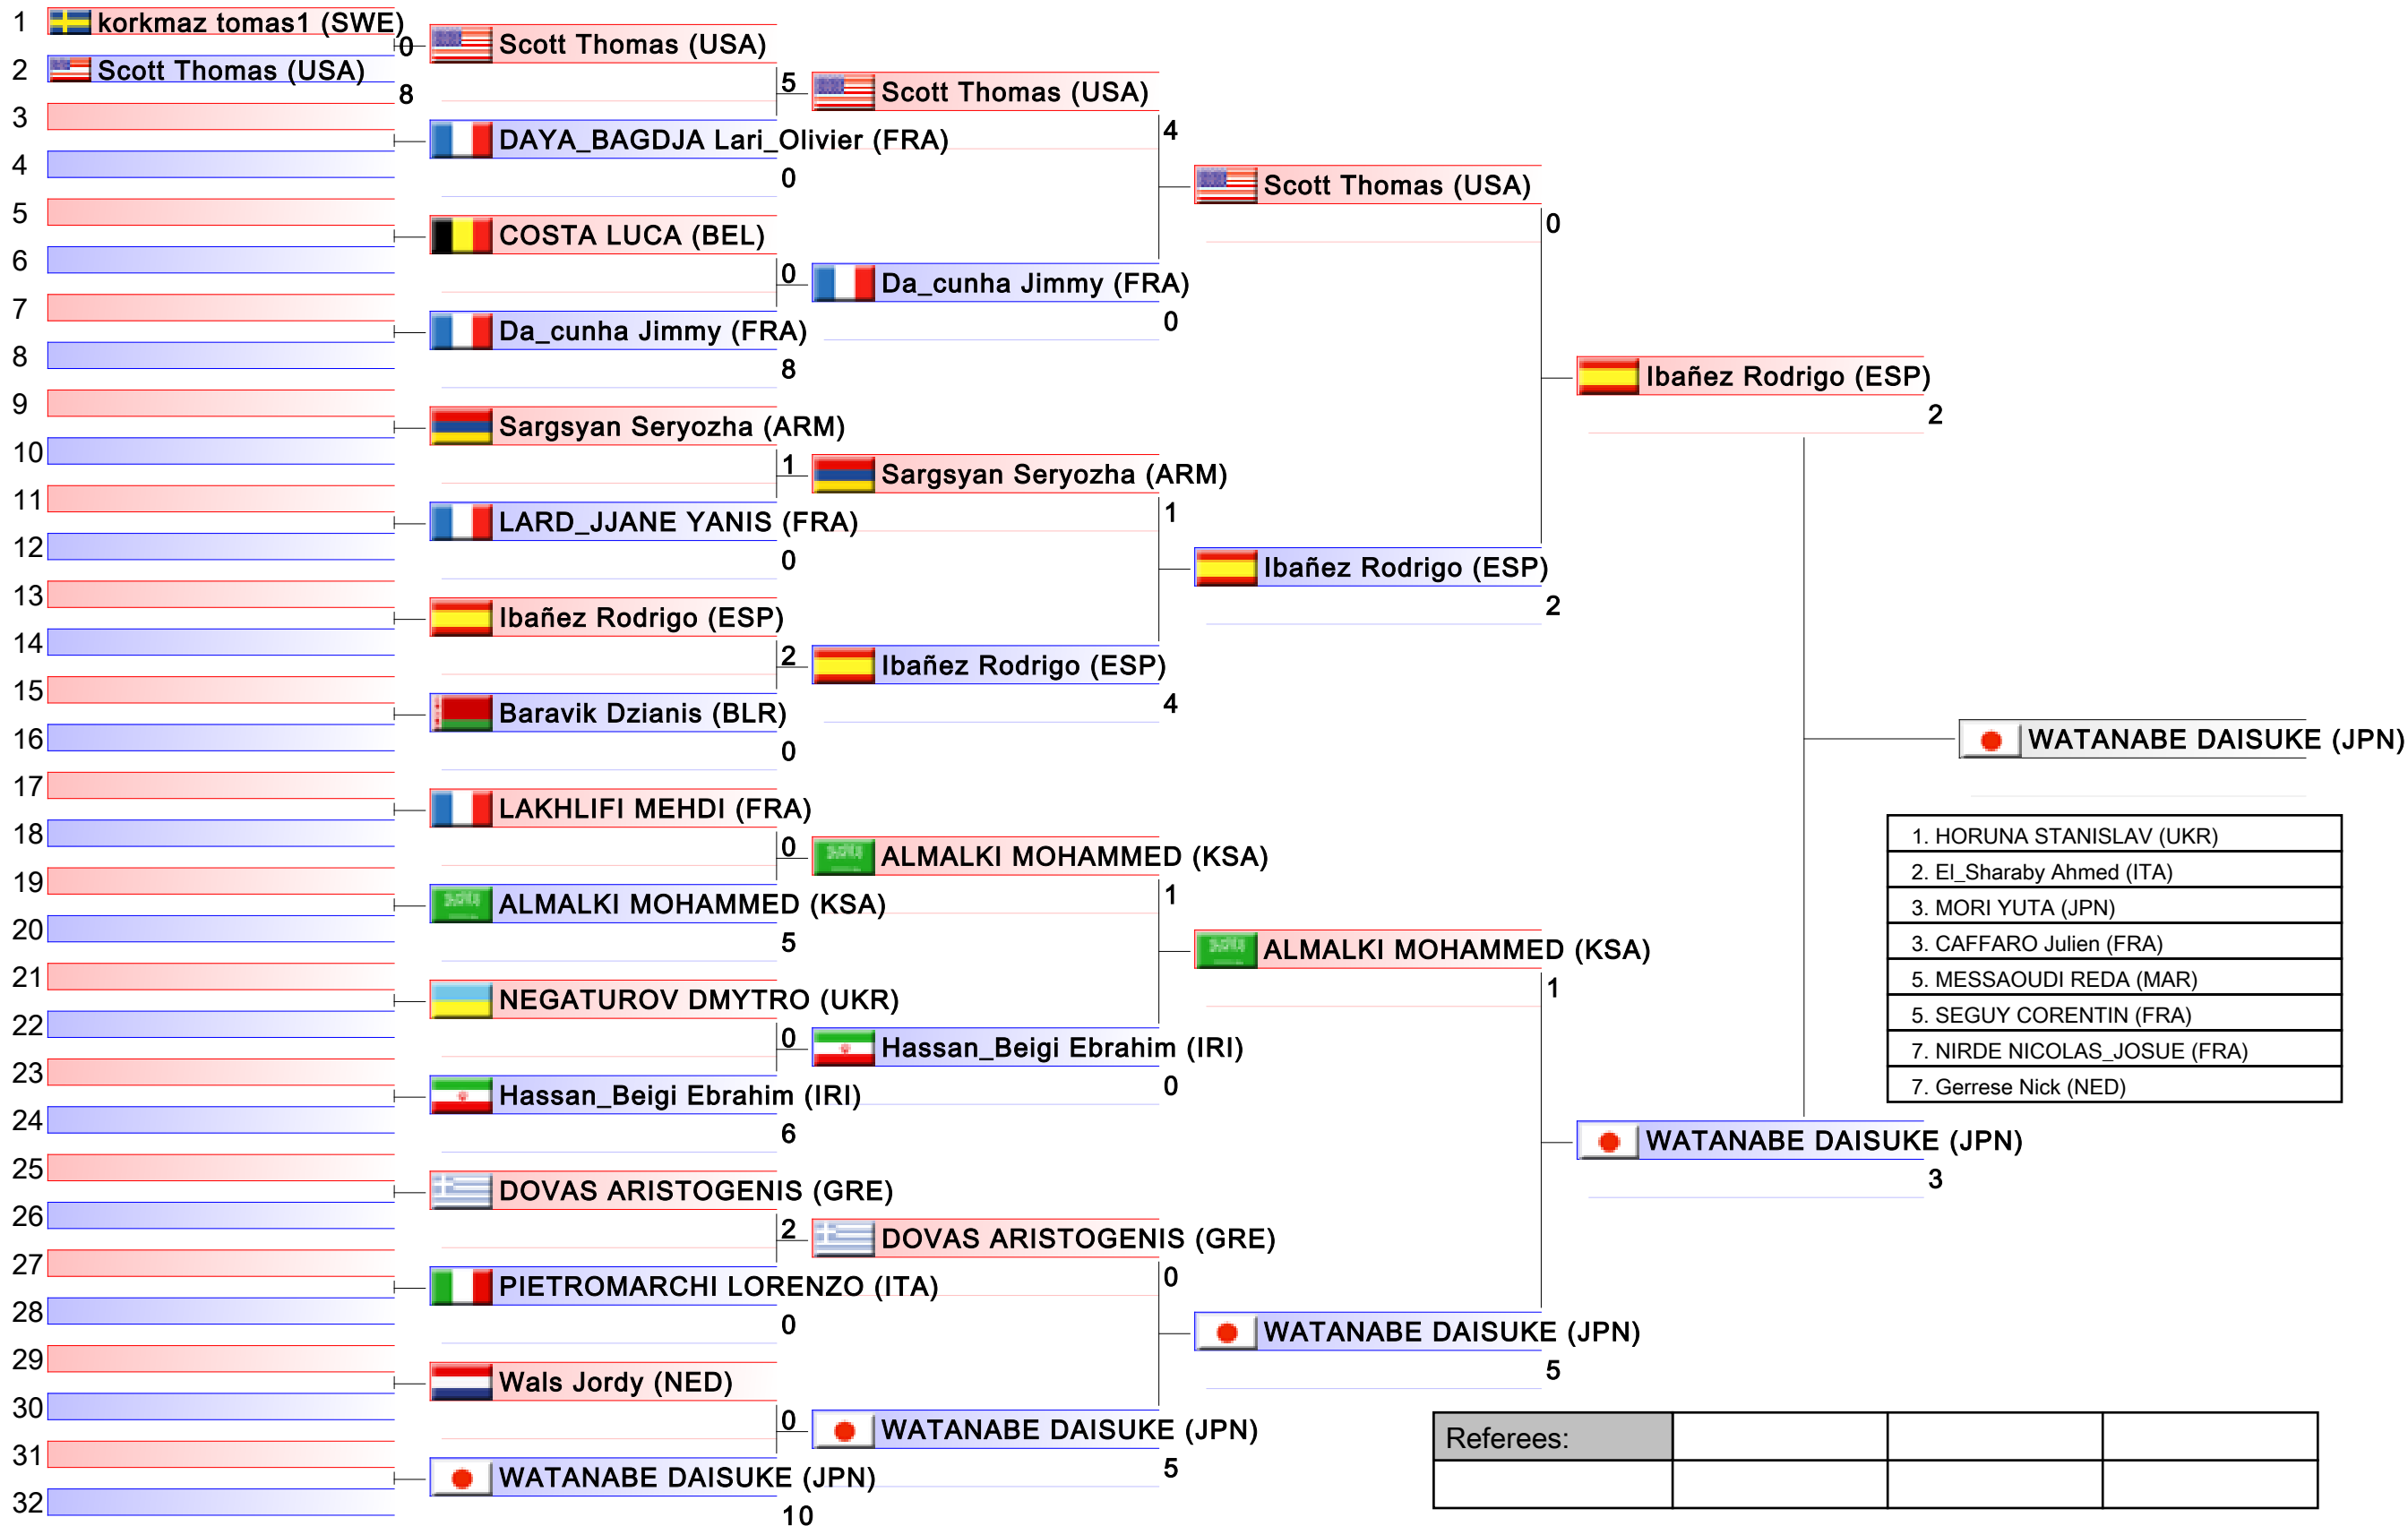 1 korkmaz tomas1 (SWE)
0
2 Scott Thomas (USA)
8
3
4
5
6
7
8
9
10
11
12
13
14
15
16
17
18
19
20
21
22
23
24
25
26
27
28
29
30
31
32
Scott Thomas (USA)
5
DAYA_BAGDJA Lari_Olivier (FRA)
0
COSTA LUCA (BEL)
0
Da_cunha Jimmy (FRA)
8
Sargsyan Seryozha (ARM)
1
LARD_JJANE YANIS (FRA)
0
Ibañez Rodrigo (ESP)
2
Baravik Dzianis (BLR)
0
LAKHLIFI MEHDI (FRA)
0
ALMALKI MOHAMMED (KSA)
5
NEGATUROV DMYTRO (UKR)
0
Hassan_Beigi Ebrahim (IRI)
6
DOVAS ARISTOGENIS (GRE)
2
PIETROMARCHI LORENZO (ITA)
0
Wals Jordy (NED)
0
WATANABE DAISUKE (JPN)
10
Scott Thomas (USA)
4
Da_cunha Jimmy (FRA)
0
Sargsyan Seryozha (ARM)
1
Ibañez Rodrigo (ESP)
4
ALMALKI MOHAMMED (KSA)
1
Hassan_Beigi Ebrahim (IRI)
0
DOVAS ARISTOGENIS (GRE)
0
WATANABE DAISUKE (JPN)
5
Scott Thomas (USA)
0
Ibañez Rodrigo (ESP)
2
ALMALKI MOHAMMED (KSA)
1
WATANABE DAISUKE (JPN)
5
Ibañez Rodrigo (ESP)
2
WATANABE DAISUKE (JPN)
3
WATANABE DAISUKE (JPN)
1. HORUNA STANISLAV (UKR)
2. El_Sharaby Ahmed (ITA)
3. MORI YUTA (JPN)
3. CAFFARO Julien (FRA)
5. MESSAOUDI REDA (MAR)
5. SEGUY CORENTIN (FRA)
7. NIRDE NICOLAS_JOSUE (FRA)
7. Gerrese Nick (NED)
Referees: